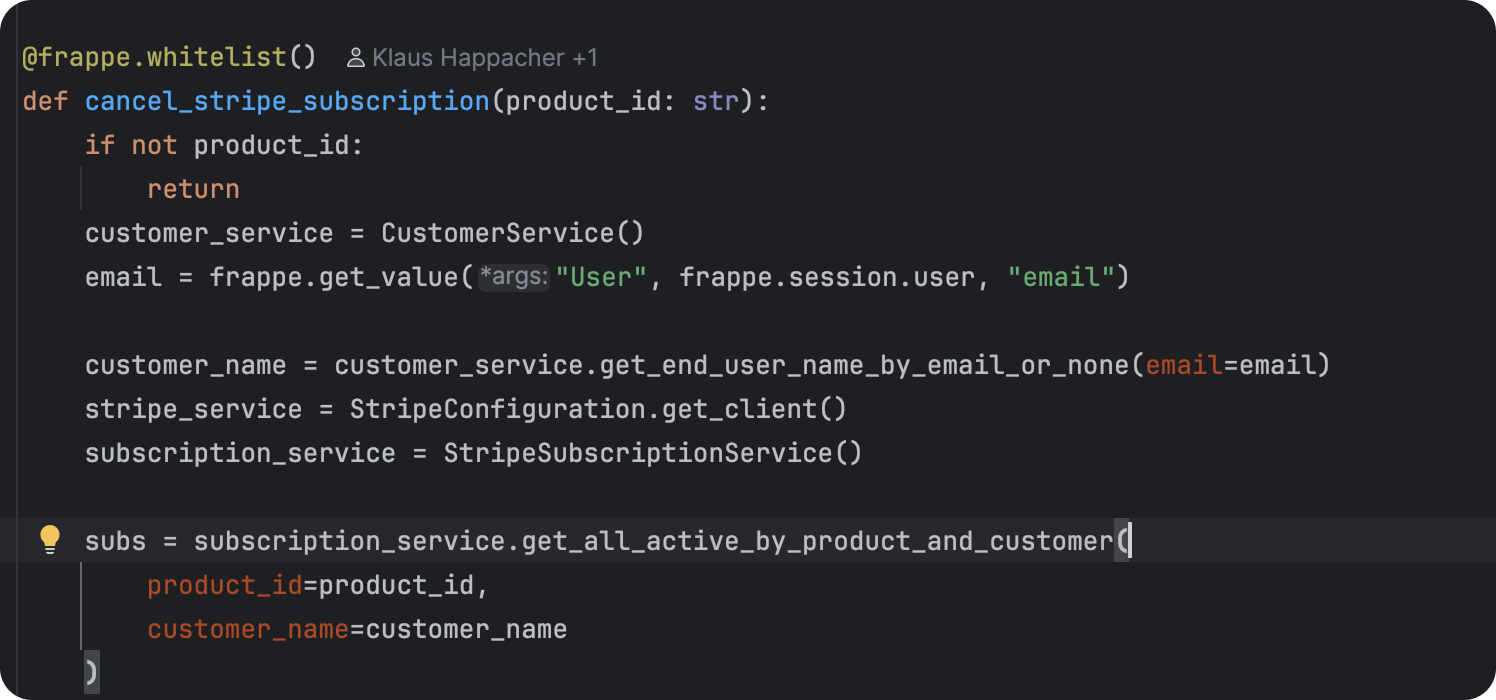 @frappe.whitelist() Klaus Happacher +1
def cancel_stripe_subscription(product_id: str):
if not product_id:
return
customer_service = CustomerService()
email = frappe.get_value(*args: "User", frappe.session.user, "email")
customer_name = customer_service.get_end_user_name_by_email_or_none(email=email)
stripe_service = StripeConfiguration.get_client()
subscription_service = StripeSubscriptionService()
subs = subscription_service.get_all_active_by_product_and_customer(
product_id=product_id,
customer_name=customer_name
)